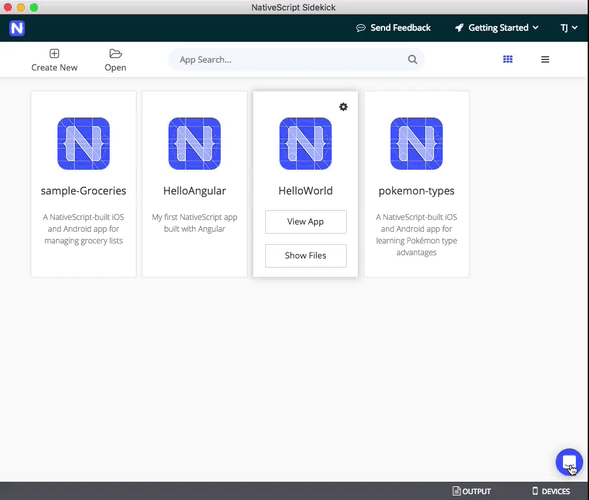 NativeScript Sidekick
N
Send Feedback
Getting Started
TJ
Create New
Open
App Search...
N
sample-Groceries
A NativeScript-built iOS
and Android app for
managing grocery lists
N
HelloAngular
My first NativeScript app
built with Angular
N
HelloWorld
View App
Show Files
N
pokemon-types
A NativeScript-built iOS
and Android app for
learning Pokémon type
advantages
OUTPUT
DEVICES